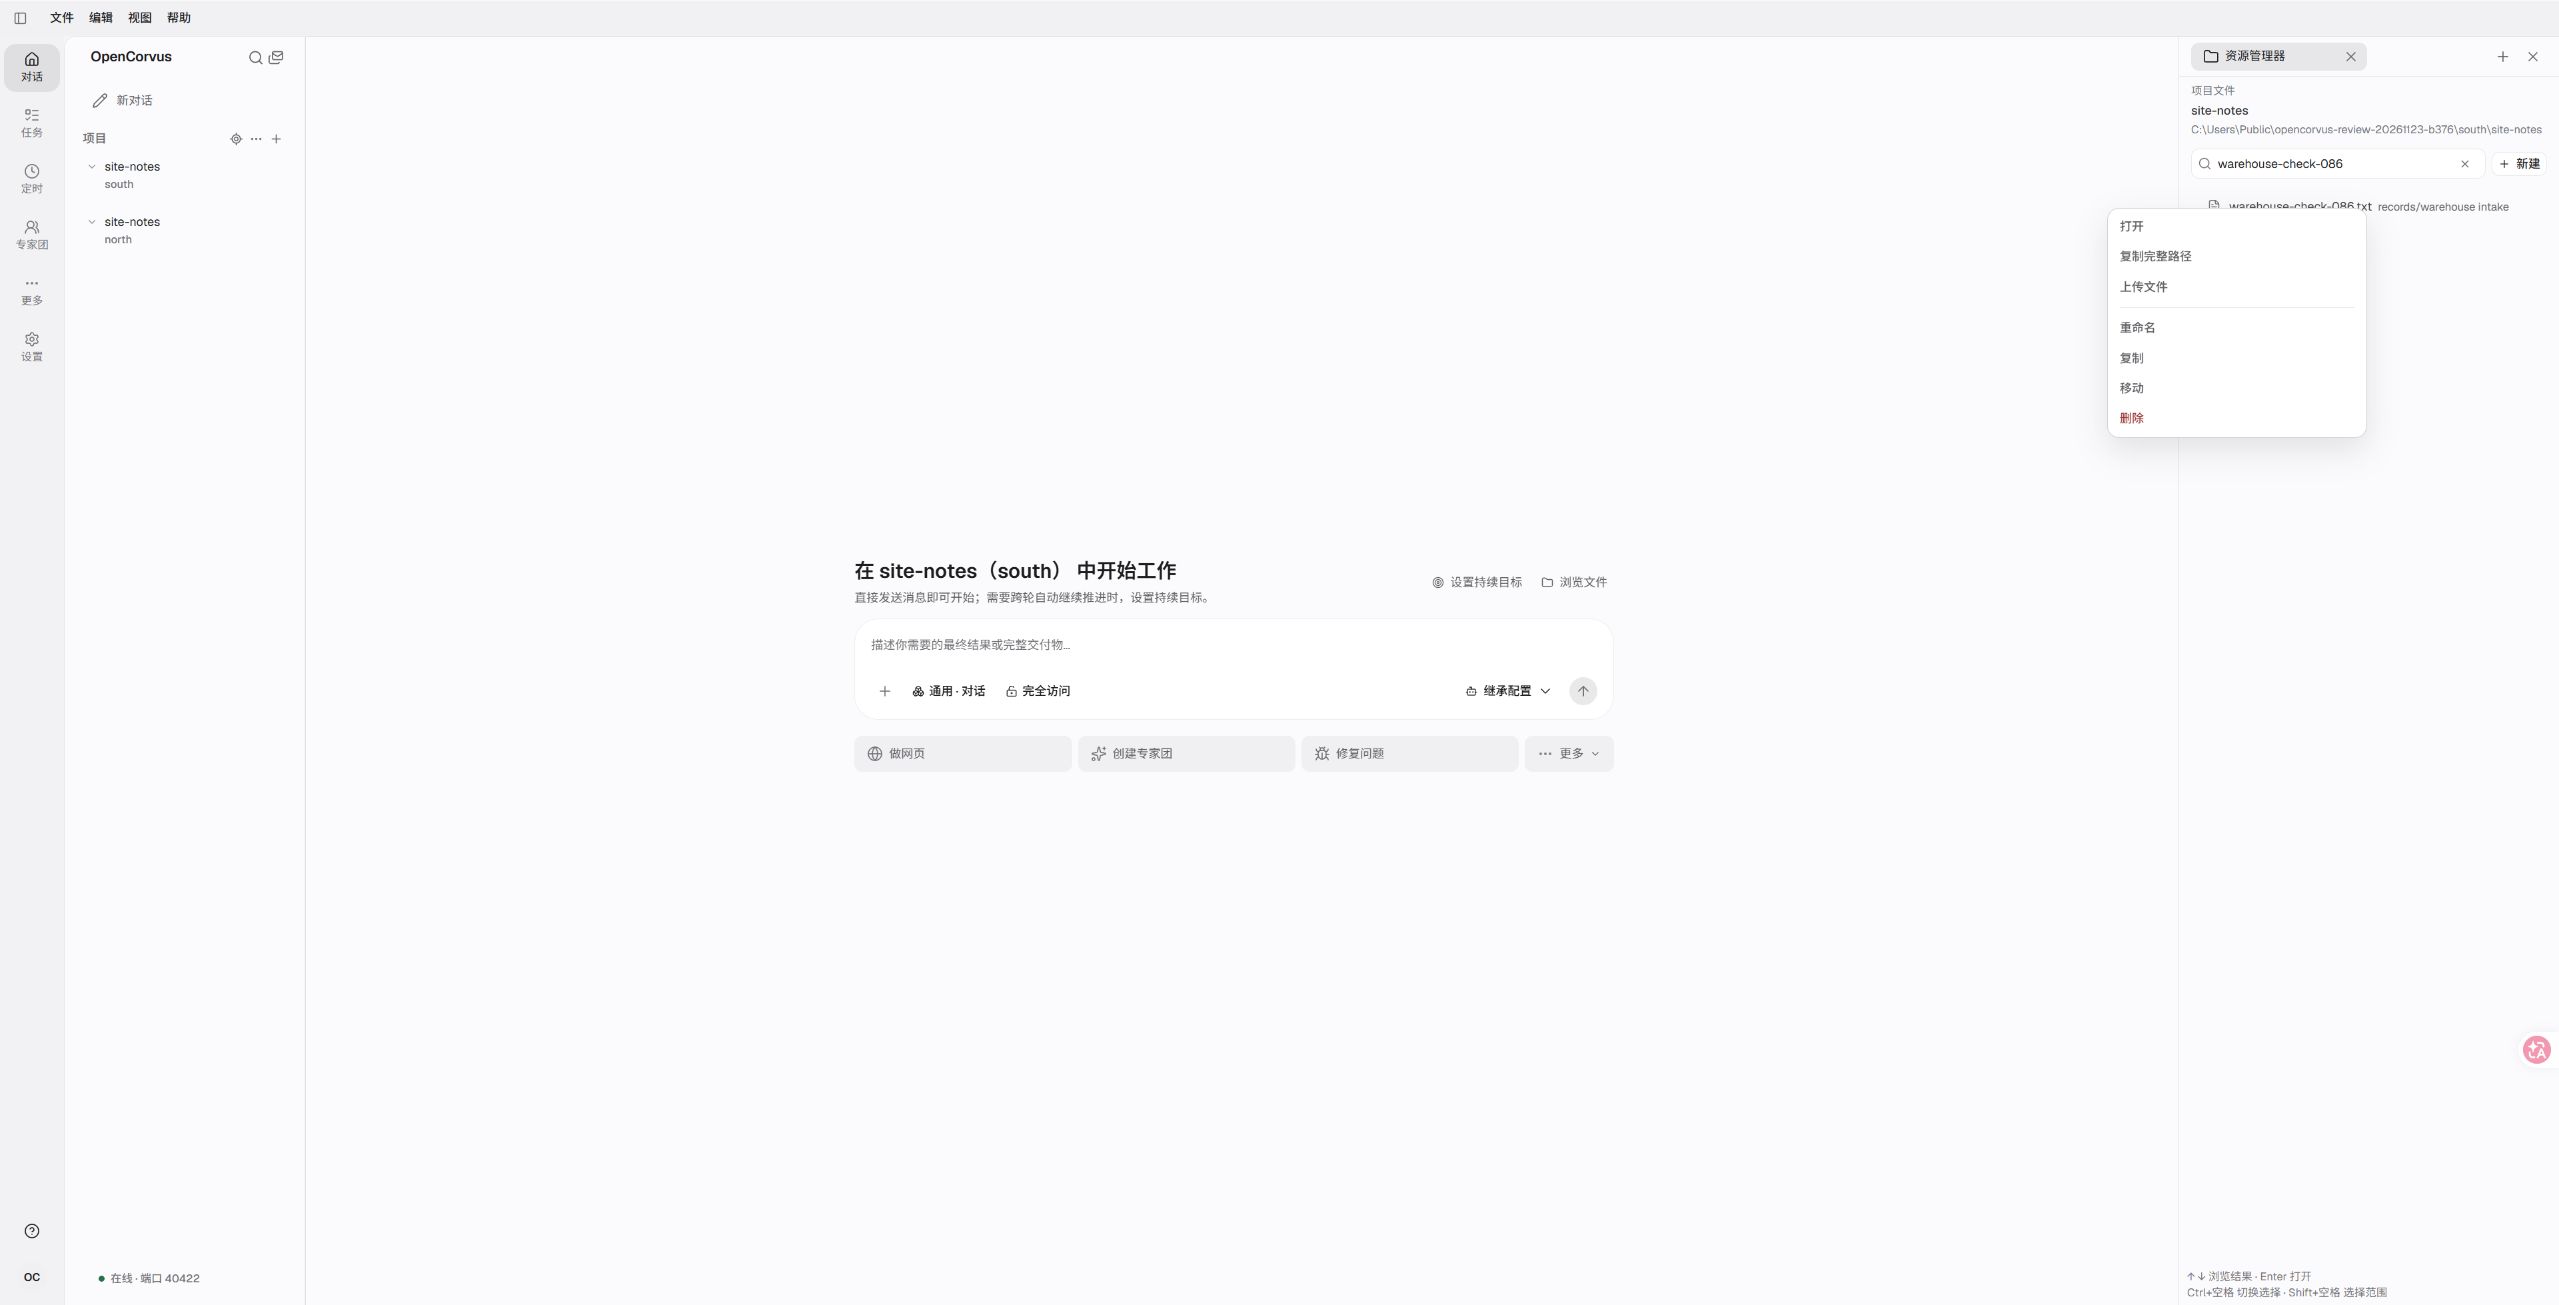 文件 编辑 视图 帮助
对话
任务
定时
专家团
更多
设置
OC
OpenCorvus
新对话
项目
site-notes
south
site-notes
north
在线 · 端口 40422
在 site-notes（south） 中开始工作
直接发送消息即可开始；需要跨轮自动继续推进时，设置持续目标。
设置持续目标 浏览文件
描述你需要的最终结果或完整交付物...
通用 · 对话 完全访问 继承配置
做网页 创建专家团 修复问题 更多
资源管理器
项目文件
site-notes
C:\Users\Public\opencorvus-review-20261123-b376\south\site-notes
warehouse-check-086
新建
warehouse-check-086.txt records/warehouse intake
打开
复制完整路径
上传文件
重命名
复制
移动
删除
↑↓ 浏览结果 · Enter 打开
Ctrl+空格 切换选择 · Shift+空格 选择范围